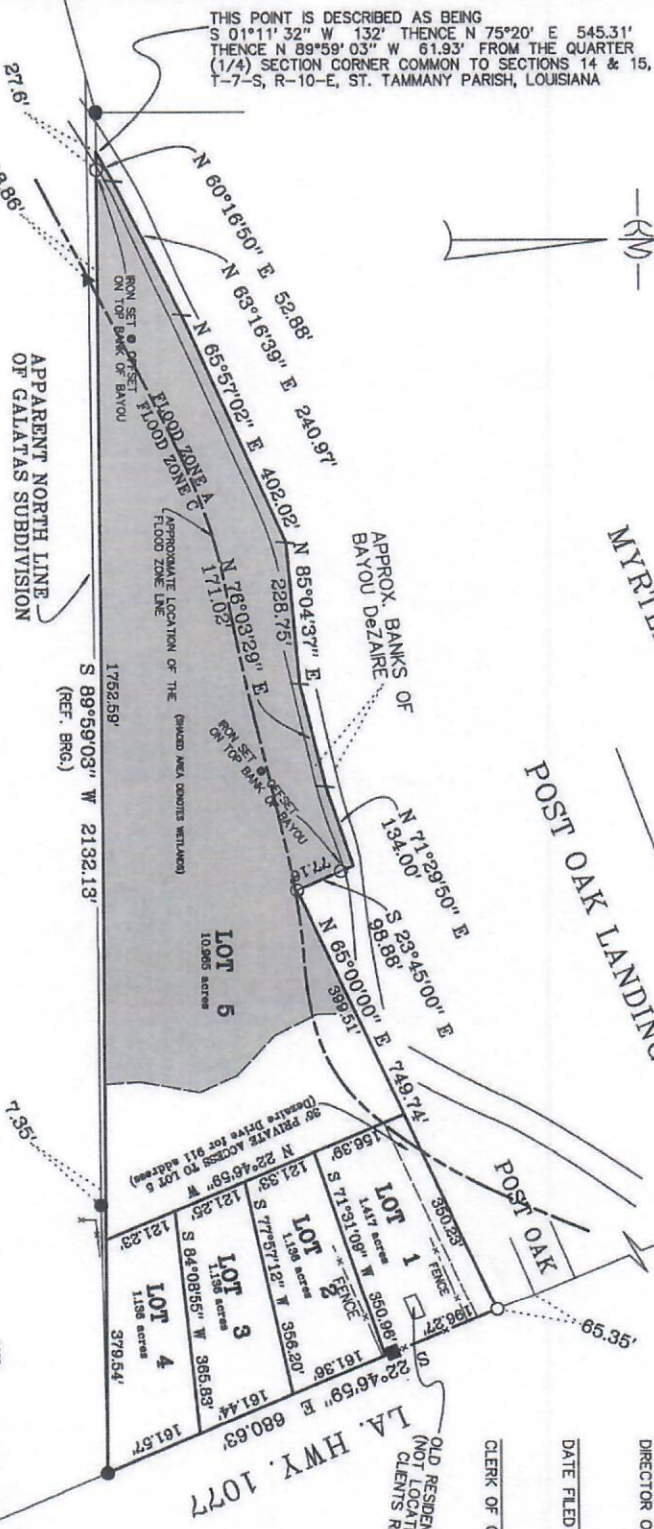 THIS POINT IS DESCRIBED AS BEING
S 01°11' 32" W 132' THENCE N 75°20' E 545.31'
THENCE N 89°59' 03" W 61.93' FROM THE QUARTER
(1/4) SECTION CORNER COMMON TO SECTIONS 14 & 15,
T-7-S, R-10-E, ST. TAMMANY PARISH, LOUISIANA
27.6'
N 60°16'50" E 52.88'
N 63°16'39" E 240.97'
N 65°57'02" E 402.02'
N 85°04'37" E
228.75'
APPROX. BANKS OF
BAYOU DeZAIRE
N 71°29'50" E
134.00'
S 23°45'00" E
98.88'
77.16
N 65°00'00" E 749.74'
399.51'
350.23'
IRON SET @ OFFSET
ON TOP BANK OF BAYOU
FLOOD ZONE A
FLOOD ZONE C
N 76°03'29" E
171.02'
APPROXIMATE LOCATION OF THE
FLOOD ZONE LINE
(SHADED AREA DENOTES WETLANDS)
IRON SET @ OFFSET
ON TOP BANK OF BAYOU
APPARENT NORTH LINE
OF GALATAS SUBDIVISION
1752.59'
S 89°59'03" W 2132.13'
(REF. BRG.)
LOT 5
10.965 acres
7.35'
POST OAK LANDING
POST OAK
65.35'
35' PRIVATE ACCESS TO LOT 5
(Dezaire Drive for 911 address)
N 22°46'59" W
156.39'
121.33'
121.25'
121.23'
LOT 1
1.417 acres
FENCE
196.27'
S 71°31'09" W 350.96'
LOT 2
1.136 acres
FENCE
S 77°57'12" W 356.20'
LOT 3
1.136 acres
S 84°08'55" W 365.83'
LOT 4
1.136 acres
379.54'
161.36'
161.44'
161.57'
S 22°46'59" E 680.63'
LA. HWY. 1077
OLD RESIDEN
(NOT LOCAT
CLIENTS R
CLERK OF
DATE FILED
DIRECTOR O